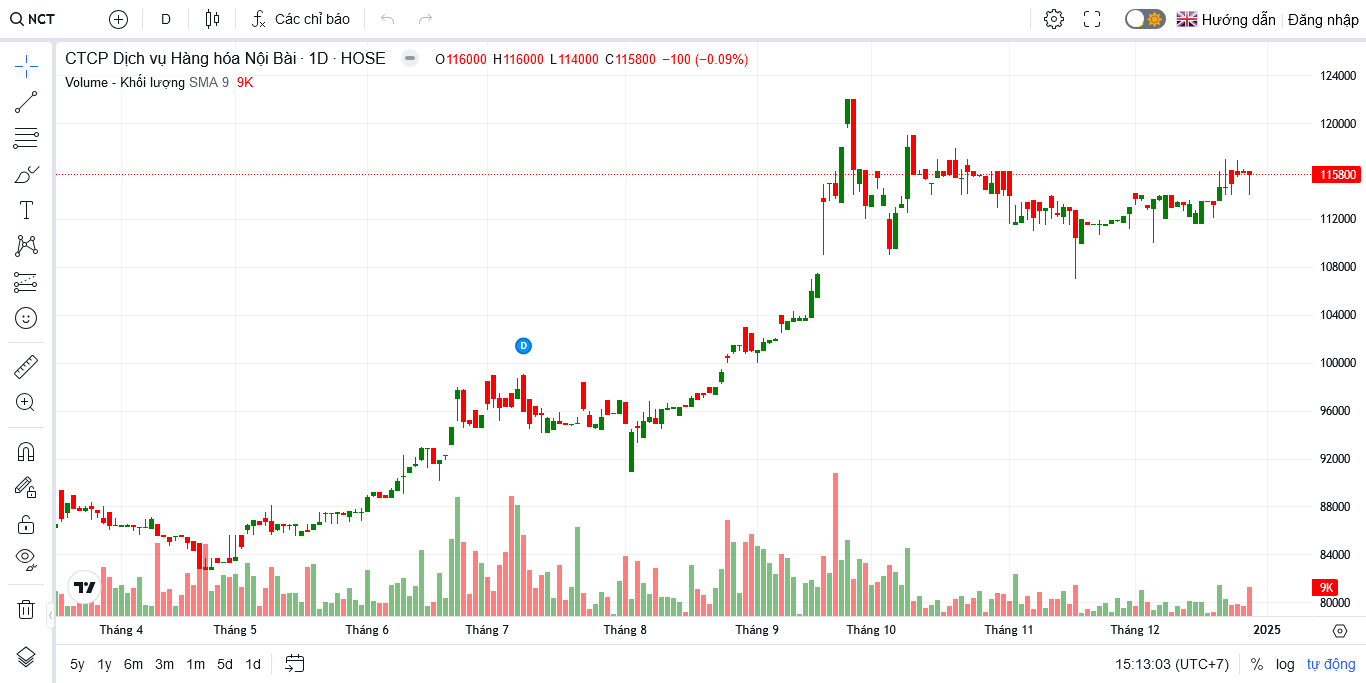 NCT D Các chỉ báo Hướng dẫn Đăng nhập
CTCP Dịch vụ Hàng hóa Nội Bài · 1D · HOSE O116000 H116000 L114000 C115800 −100 (−0.09%)
Volume - Khối lượng SMA 9 9K
124000
120000
115800
112000
108000
104000
100000
D
96000
92000
88000
84000
9K
80000
Tháng 4 Tháng 5 Tháng 6 Tháng 7 Tháng 8 Tháng 9 Tháng 10 Tháng 11 Tháng 12 2025
5y 1y 6m 3m 1m 5d 1d 15:13:03 (UTC+7) % log tự động